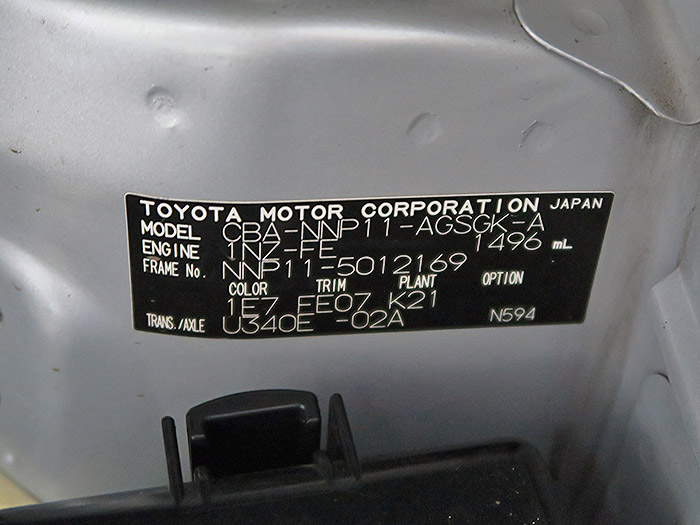 TOYOTA MOTOR CORPORATION JAPAN
MODEL CBA-NNP11-AGSGK-A
ENGINE 1NZ-FE 1496 mL
FRAME No. NNP11-5012169
COLOR TRIM PLANT OPTION
1E7 FE07 K21
TRANS./AXLE U340E -02A N594